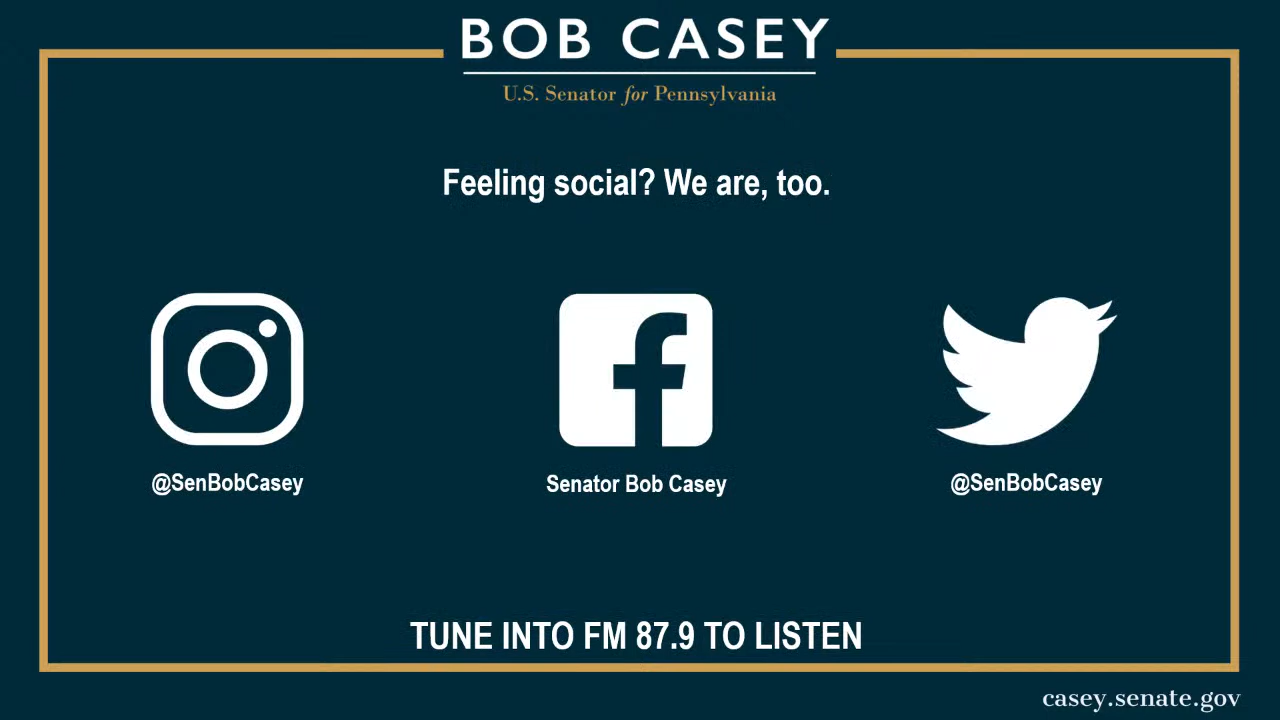 BOB CASEY
U.S. Senator for Pennsylvania
Feeling social? We are, too.
@SenBobCasey
Senator Bob Casey
@SenBobCasey
TUNE INTO FM 87.9 TO LISTEN
casey.senate.gov